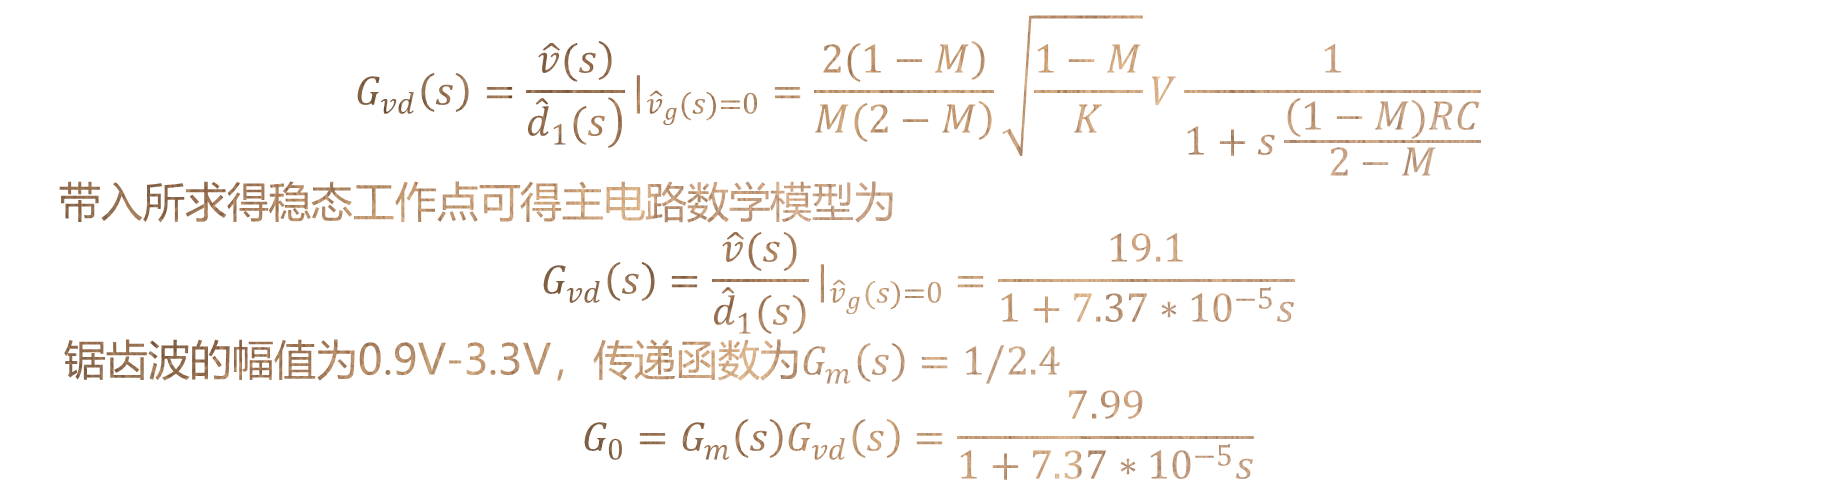 G_{vd}(s) = \frac{\hat{v}(s)}{\hat{d}_1(s)}|_{\hat{v}_g(s)=0} = \frac{2(1-M)}{M(2-M)}\sqrt{\frac{1-M}{K}}V\frac{1}{1+s\frac{(1-M)RC}{2-M}}
带入所求得稳态工作点可得主电路数学模型为
G_{vd}(s) = \frac{\hat{v}(s)}{\hat{d}_1(s)}|_{\hat{v}_g(s)=0} = \frac{19.1}{1+7.37*10^{-5}s}
锯齿波的幅值为0.9V-3.3V，传递函数为G_m(s) = 1/2.4
G_0 = G_m(s)G_{vd}(s) = \frac{7.99}{1+7.37*10^{-5}s}